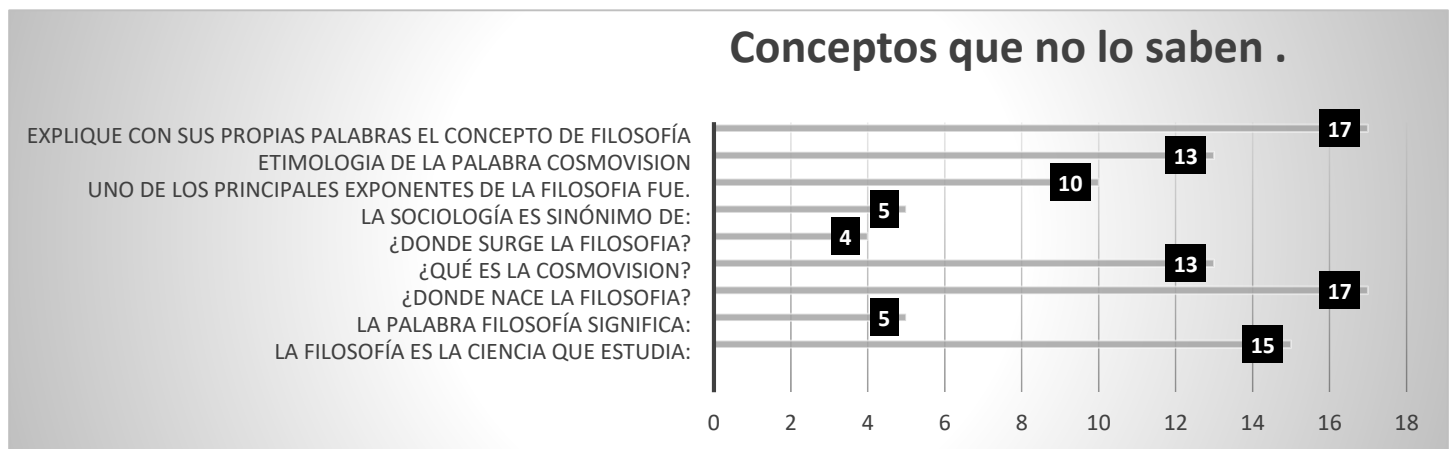 Conceptos que no lo saben .
EXPLIQUE CON SUS PROPIAS PALABRAS EL CONCEPTO DE FILOSOFÍA 17
ETIMOLOGIA DE LA PALABRA COSMOVISION 13
UNO DE LOS PRINCIPALES EXPONENTES DE LA FILOSOFIA FUE. 10
LA SOCIOLOGÍA ES SINÓNIMO DE: 5
¿DONDE SURGE LA FILOSOFIA? 4
¿QUÉ ES LA COSMOVISION? 13
¿DONDE NACE LA FILOSOFIA? 17
LA PALABRA FILOSOFÍA SIGNIFICA: 5
LA FILOSOFÍA ES LA CIENCIA QUE ESTUDIA: 15
0 2 4 6 8 10 12 14 16 18